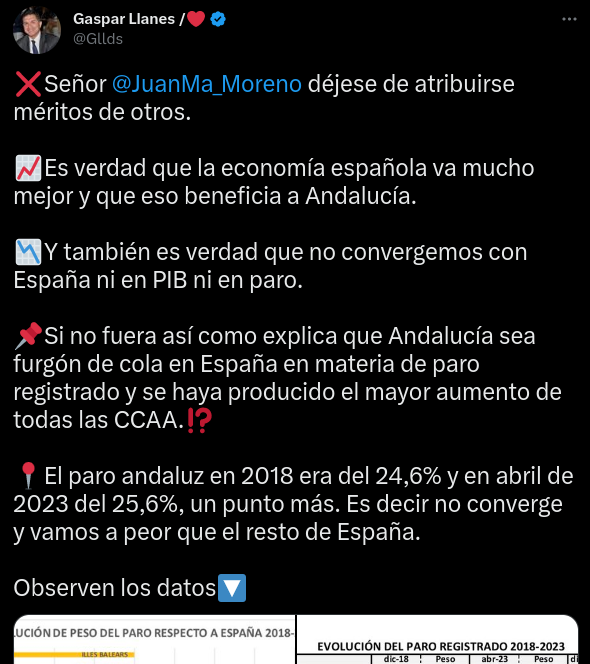 Gaspar Llanes /❤️
@Gllds
❌Señor @JuanMa_Moreno déjese de atribuirse
méritos de otros.
📈Es verdad que la economía española va mucho
mejor y que eso beneficia a Andalucía.
📉Y también es verdad que no convergemos con
España ni en PIB ni en paro.
📌Si no fuera así como explica que Andalucía sea
furgón de cola en España en materia de paro
registrado y se haya producido el mayor aumento de
todas las CCAA.⁉️
📍El paro andaluz en 2018 era del 24,6% y en abril de
2023 del 25,6%, un punto más. Es decir no converge
y vamos a peor que el resto de España.
Observen los datos🔽
LUCIÓN DE PESO DEL PARO RESPECTO A ESPAÑA 2018-
ILLES BALEARS
EVOLUCIÓN DEL PARO REGISTRADO 2018-2023
dic-18 Peso abr-23 Peso di